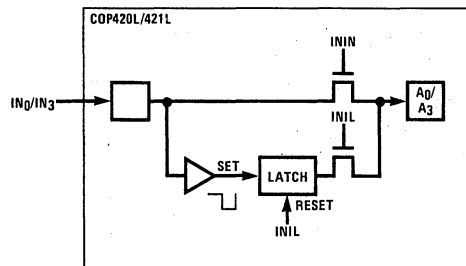 COP420L/421L
ININ
IN0/IN3
A0/
A3
INIL
SET
LATCH
RESET
INIL